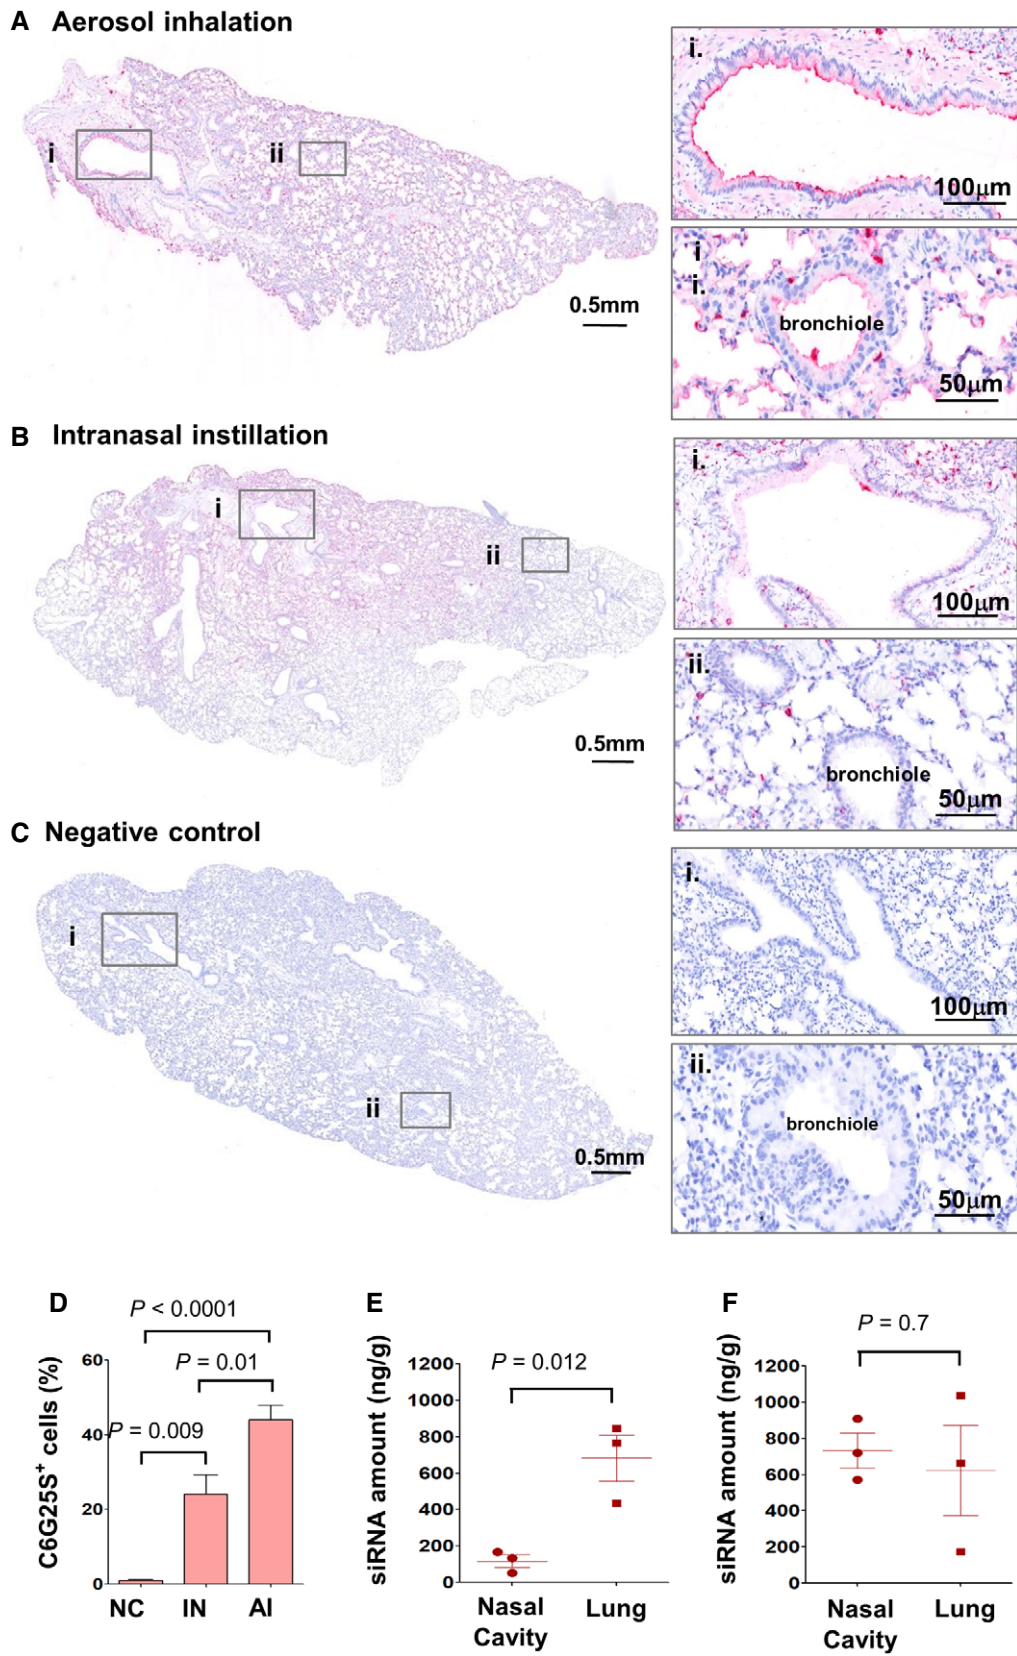 A Aerosol inhalation
i
ii
0.5mm
i.
100μm
i
i.
bronchiole
50μm
B Intranasal instillation
i
ii
0.5mm
i.
100μm
ii.
bronchiole
50μm
C Negative control
i
ii
0.5mm
i.
100μm
ii.
bronchiole
50μm
D
P < 0.0001
P = 0.01
P = 0.009
C6G25S+ cells (%)
60
40
20
0
NC IN AI
E
P = 0.012
siRNA amount (ng/g)
1200
1000
800
600
400
200
0
Nasal Cavity
Lung
F
P = 0.7
siRNA amount (ng/g)
1200
1000
800
600
400
200
0
Nasal Cavity
Lung